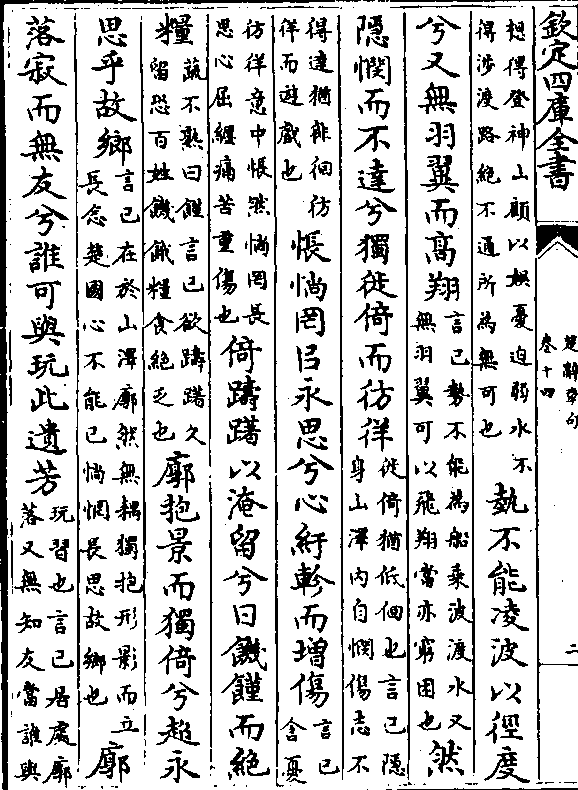 欽定四庫全書
楚辭章句
卷十四
二
想得登神山顧以娛憂迫弱水不
得渉渡路絶不通所為無可也
埶不能凌波以徑度
兮又無羽翼而高翔
言已勢不能為船乘波渡水又
無羽翼可以飛翔當亦窮困也
然
隱憫而不達兮獨徙倚而彷徉
徙倚猶低佪也言已隱
身山澤内自憫傷志不
得達猶徘徊彷
徉而遊戲也
悵惝罔㠯永思兮心紆軫而增傷
言已
含憂
彷徉意中悵然惝罔長
思心屈纒痛苦重傷也
倚躊躇以淹留兮日饑饉而絶
糧
蔬不熟曰饉言已欲躊躇久
留恐百姓饑餓糧食絶乏也
廓抱景而獨倚兮超永
思乎故鄉
言已在於山澤廓然無耦獨抱形影而立
長念楚國心不能已惝惘長思故鄉也
廓
落寂而無友兮誰可與玩此遺芳
玩習也言已居處廓
落又無知友當誰與